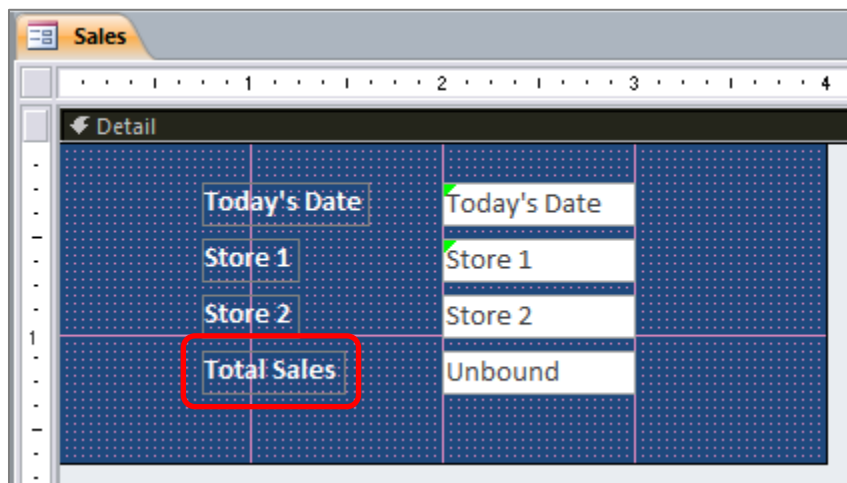 Sales
1 2 3 4
Detail
Today's Date Today's Date
Store 1 Store 1
Store 2 Store 2
1
Total Sales Unbound